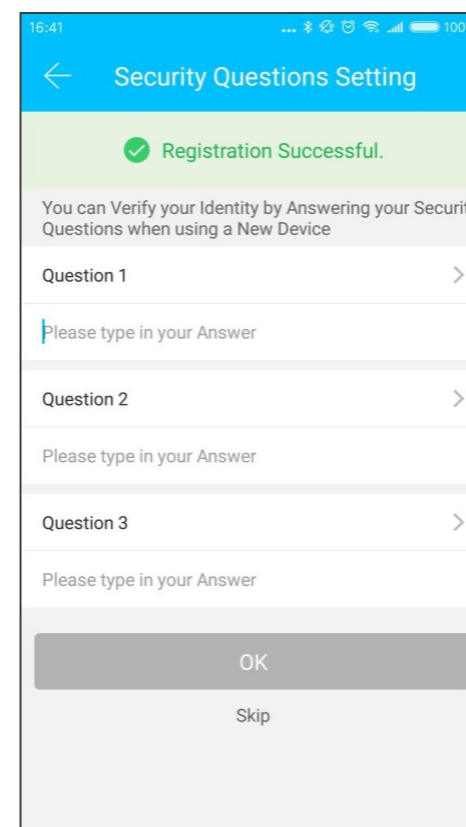 16:41
... 100
Security Questions Setting
Registration Successful.
You can Verify your Identity by Answering your Securit
Questions when using a New Device
Question 1
Please type in your Answer
Question 2
Please type in your Answer
Question 3
Please type in your Answer
OK
Skip